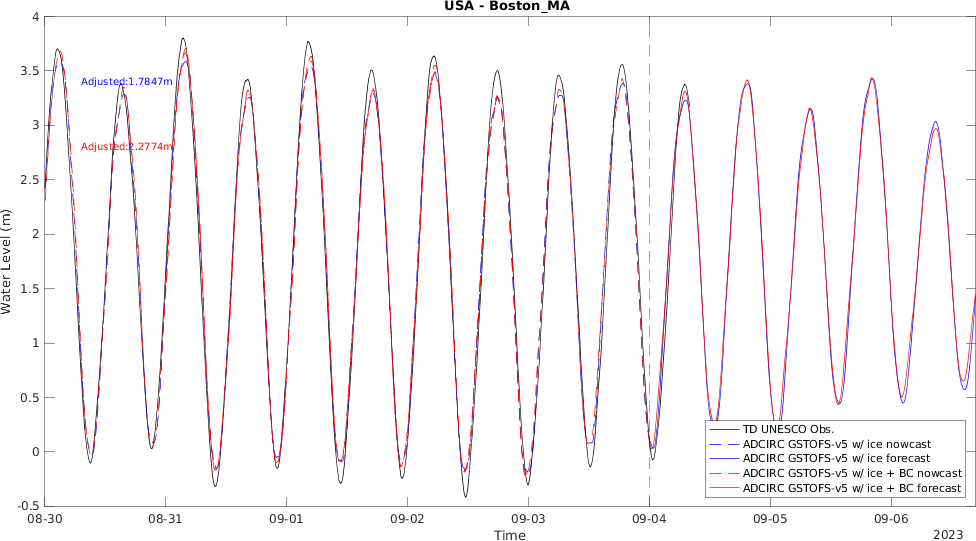 USA - Boston_MA
4
3.5
3
2.5
2
1.5
1
0.5
0
-0.5
Water Level (m)
Adjusted:1.7847m
Adjusted:2.2774m
TD UNESCO Obs.
ADCIRC GSTOFS-v5 w/ ice nowcast
ADCIRC GSTOFS-v5 w/ ice forecast
ADCIRC GSTOFS-v5 w/ ice + BC nowcast
ADCIRC GSTOFS-v5 w/ ice + BC forecast
08-30 08-31 09-01 09-02 09-03 09-04 09-05 09-06
Time
2023